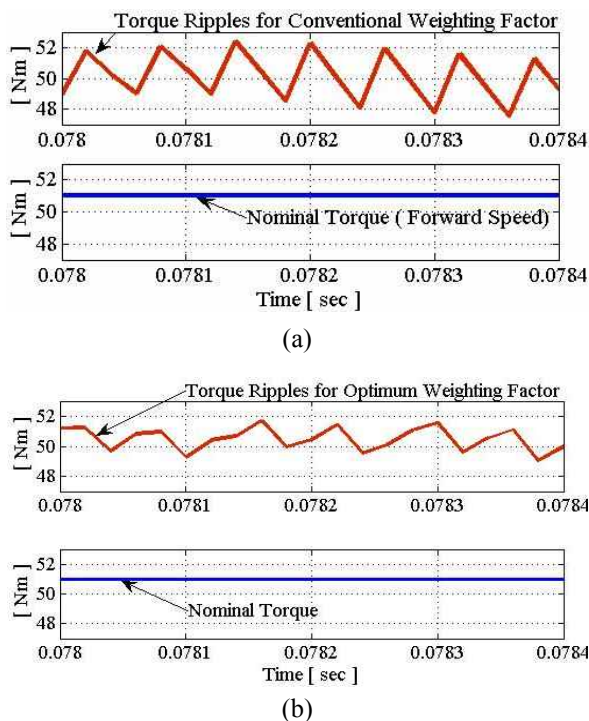 Torque Ripples for Conventional Weighting Factor
[ Nm]
52
50
48
0.078 0.0781 0.0782 0.0783 0.0784
[ Nm]
52
50
48
Nominal Torque ( Forward Speed)
0.078 0.0781 0.0782 0.0783 0.0784
Time [ sec ]
(a)
Torque Ripples for Optimum Weighting Factor
[ Nm]
52
50
48
0.078 0.0781 0.0782 0.0783 0.0784
[ Nm]
52
50
48
Nominal Torque
0.078 0.0781 0.0782 0.0783 0.0784
Time [ sec ]
(b)